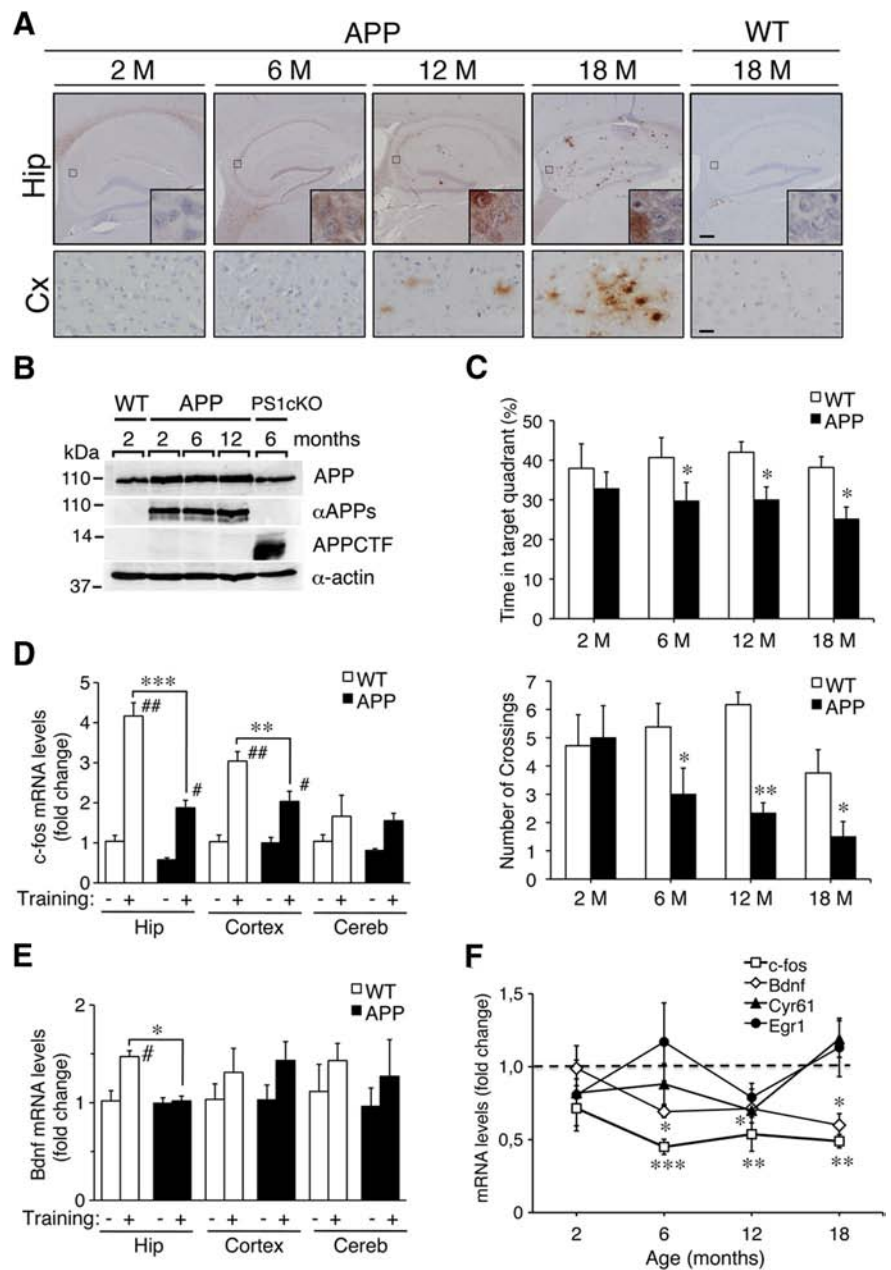 A
APP WT
2 M 6 M 12 M 18 M 18 M
Hip
Cx
B
WT APP PS1cKO
2 2 6 12 6 months
kDa
110 APP
110 αAPPs
14 APPCTF
37 α-actin
C
WT
APP
Time in target quadrant (%)
50
40
30
20
10
0
* * *
2 M 6 M 12 M 18 M
WT
APP
Number of Crossings
7
6
5
4
3
2
1
0
* ** *
2 M 6 M 12 M 18 M
D
WT
APP
c-fos mRNA levels
(fold change)
5
4
3
2
1
0
*** ## # ** ## #
Training: - + - + - + - + - + - +
Hip Cortex Cereb
E
WT
APP
Bdnf mRNA levels
(fold change)
2
1
0
* #
Training: - + - + - + - + - + - +
Hip Cortex Cereb
F
c-fos
Bdnf
Cyr61
Egr1
mRNA levels (fold change)
1,5
1,0
0,5
0
* * *
*** ** **
2 6 12 18
Age (months)